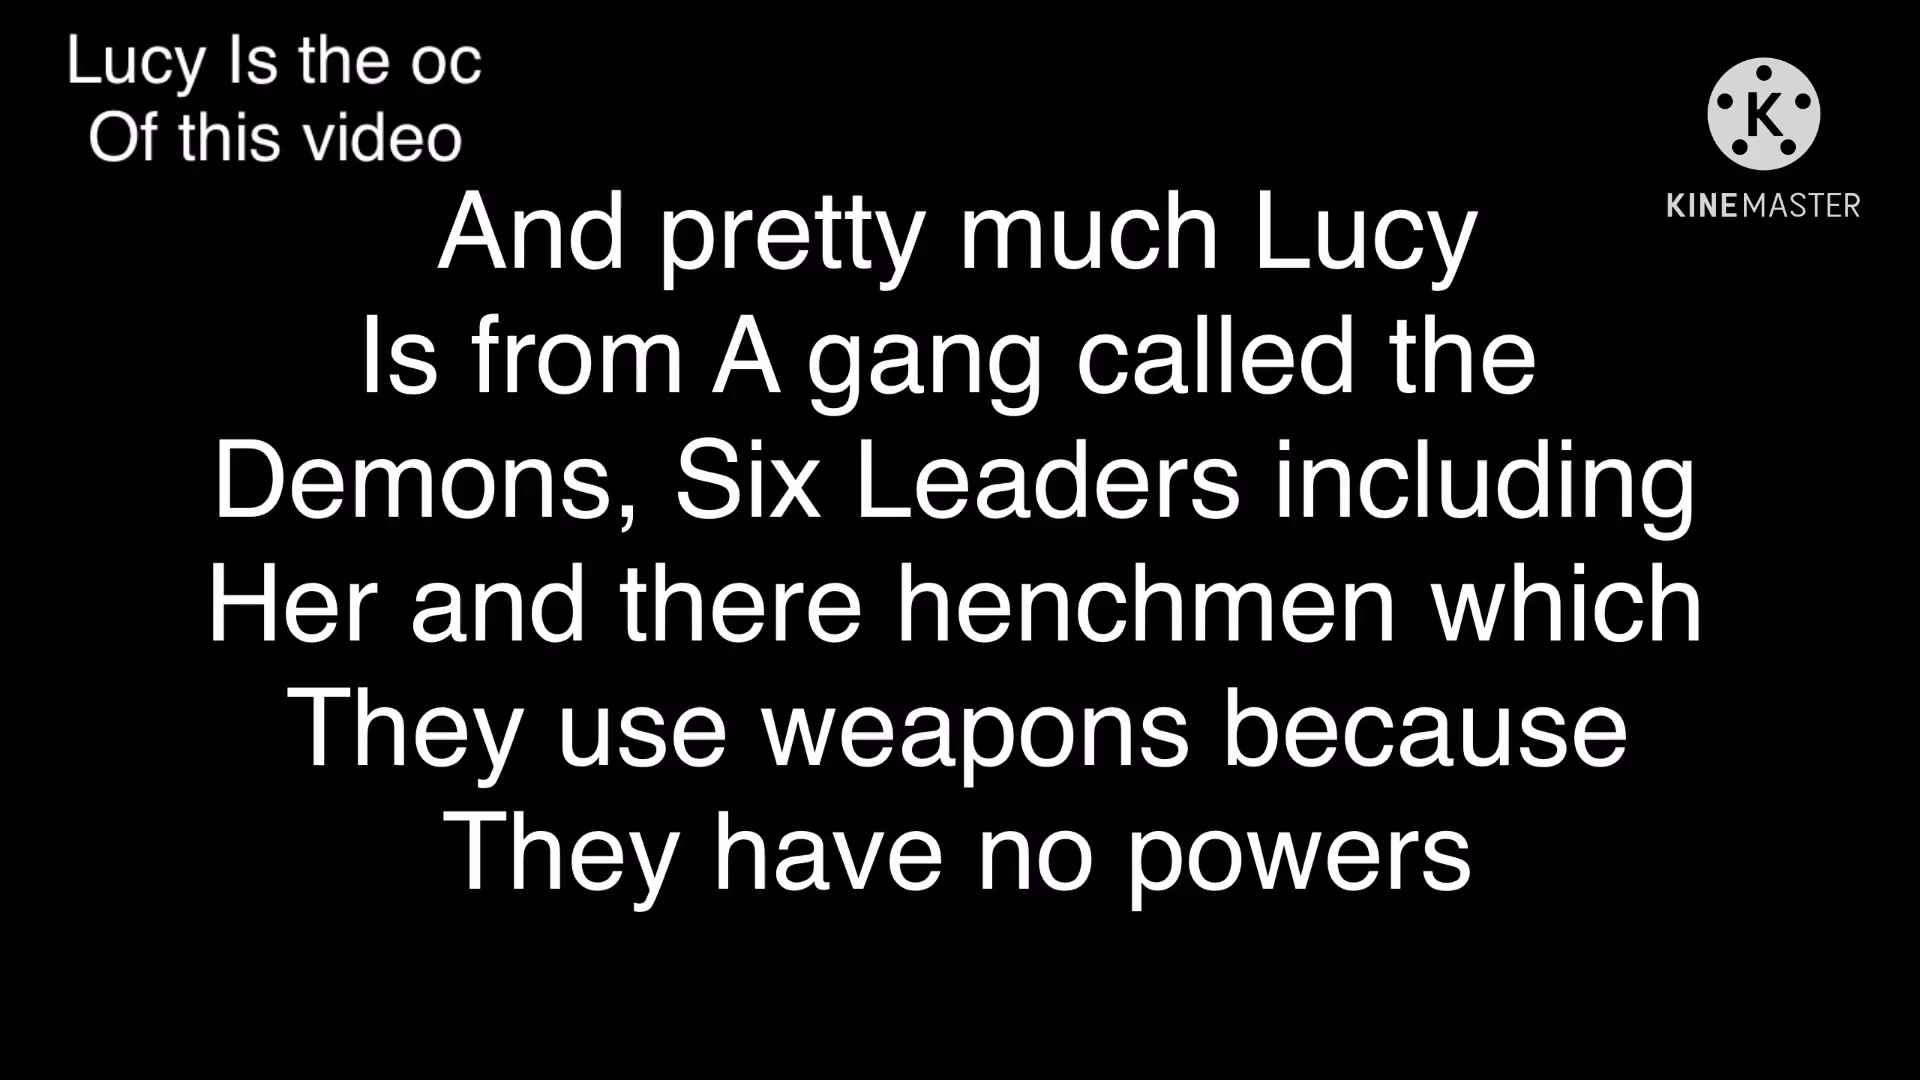 Lucy Is the oc
Of this video
K
KINEMASTER
And pretty much Lucy
Is from A gang called the
Demons, Six Leaders including
Her and there henchmen which
They use weapons because
They have no powers